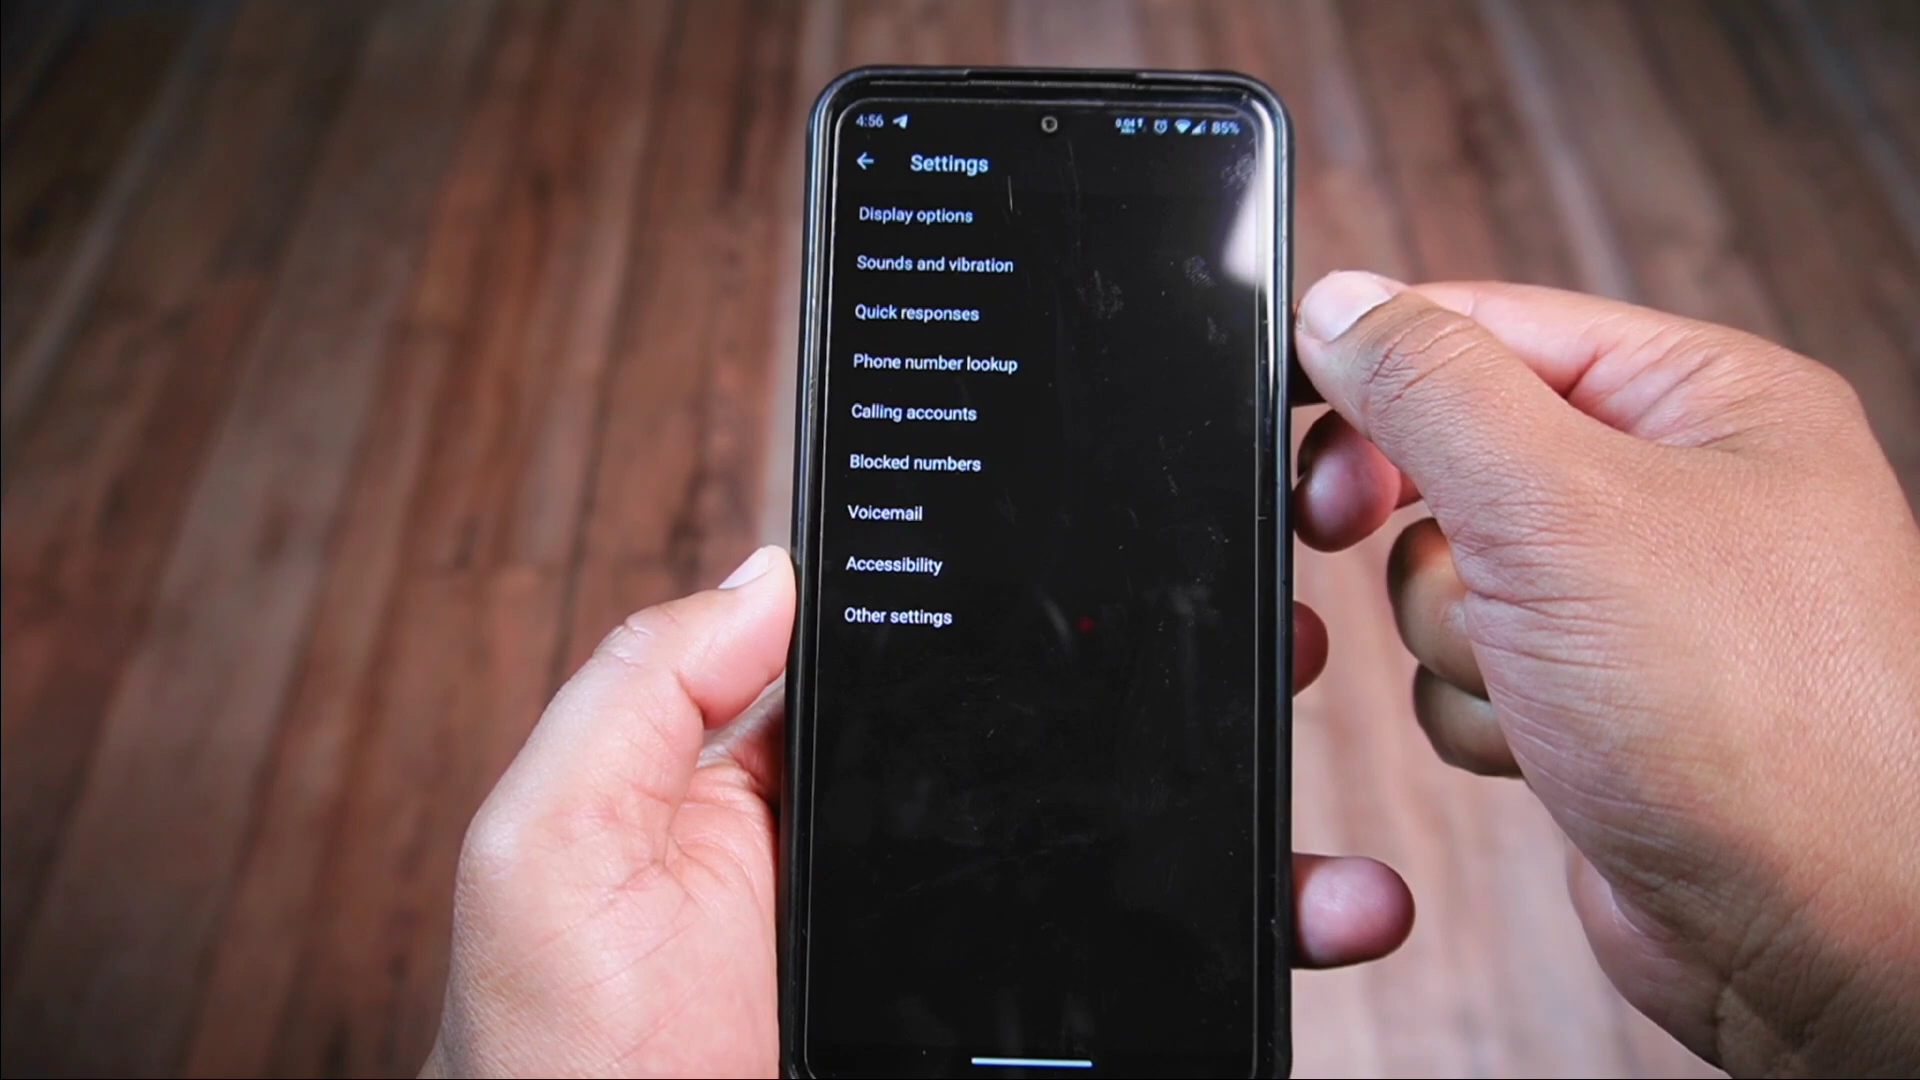 4:56 85%
Settings
Display options
Sounds and vibration
Quick responses
Phone number lookup
Calling accounts
Blocked numbers
Voicemail
Accessibility
Other settings